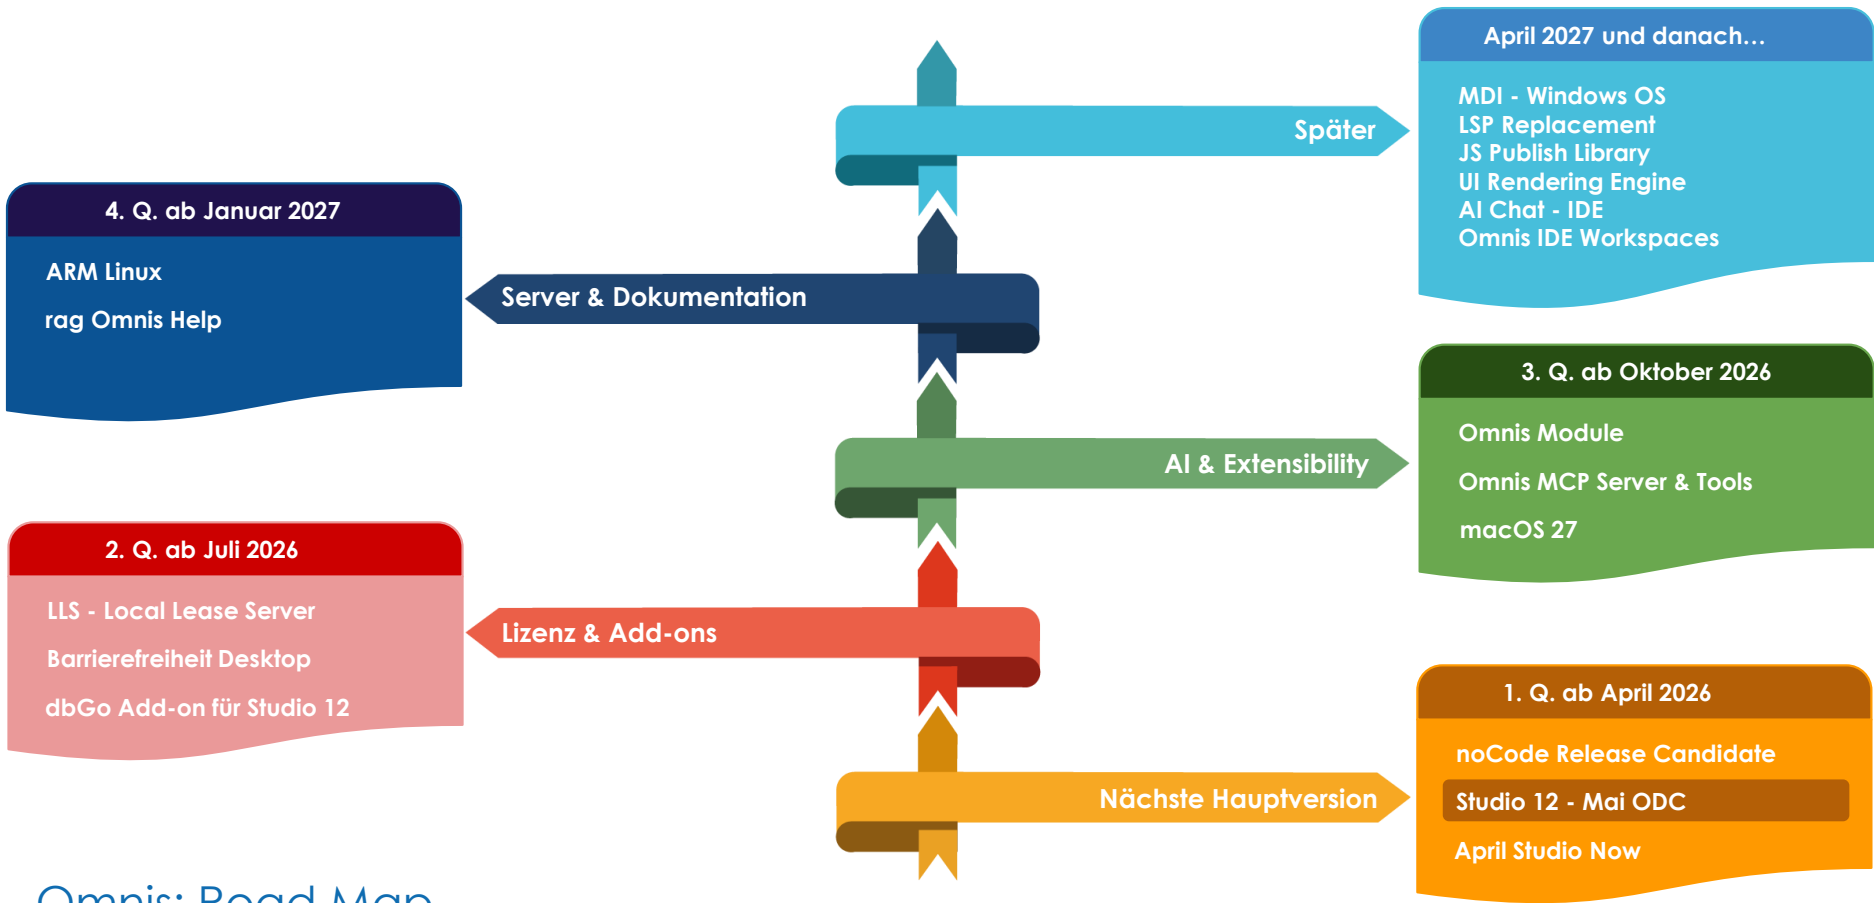 April 2027 und danach…
MDI - Windows OS
LSP Replacement
JS Publish Library
UI Rendering Engine
AI Chat - IDE
Omnis IDE Workspaces
Später
4. Q. ab Januar 2027
ARM Linux
rag Omnis Help
Server & Dokumentation
3. Q. ab Oktober 2026
Omnis Module
Omnis MCP Server & Tools
macOS 27
AI & Extensibility
2. Q. ab Juli 2026
LLS - Local Lease Server
Barrierefreiheit Desktop
dbGo Add-on für Studio 12
Lizenz & Add-ons
1. Q. ab April 2026
noCode Release Candidate
Studio 12 - Mai ODC
April Studio Now
Nächste Hauptversion
Omnis: Road Map